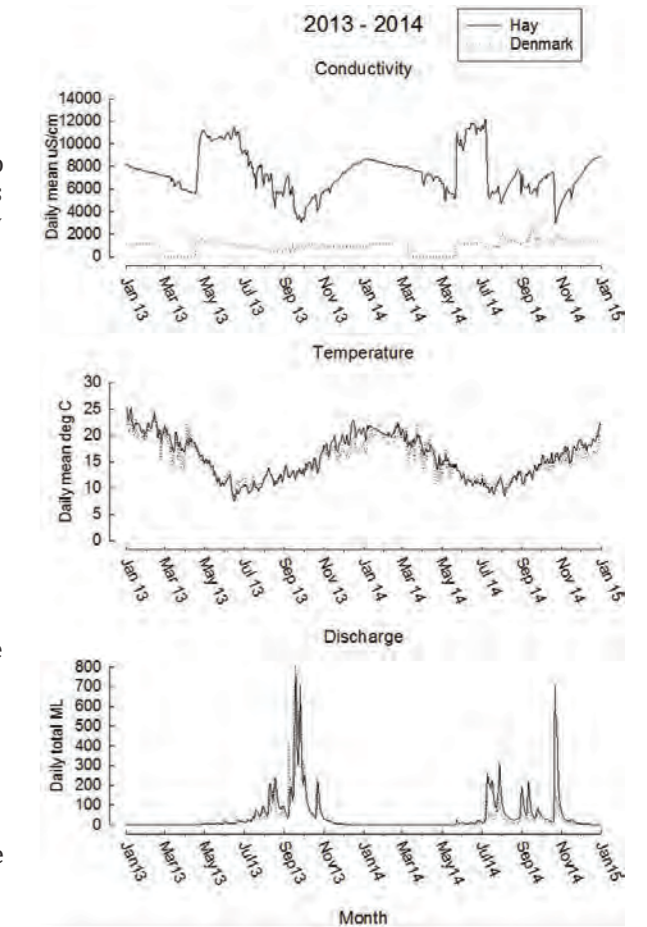 2013 - 2014
Hay
Denmark
Conductivity
Daily mean uS/cm
14000
12000
10000
8000
6000
4000
2000
0
Jan 13 Mar 13 May 13 Jul 13 Sep 13 Nov 13 Jan 14 Mar 14 May 14 Jul 14 Sep 14 Nov 14 Jan 15
Temperature
Daily mean deg C
30
25
20
15
10
5
0
Jan 13 Mar 13 May 13 Jul 13 Sep 13 Nov 13 Jan 14 Mar 14 May 14 Jul 14 Sep 14 Nov 14 Jan 15
Discharge
Daily total ML
800
700
600
500
400
300
200
100
0
Jan13 Mar13 May13 Jul13 Sep13 Nov13 Jan14 Mar14 May14 Jul14 Sep14 Nov14 Jan15
Month